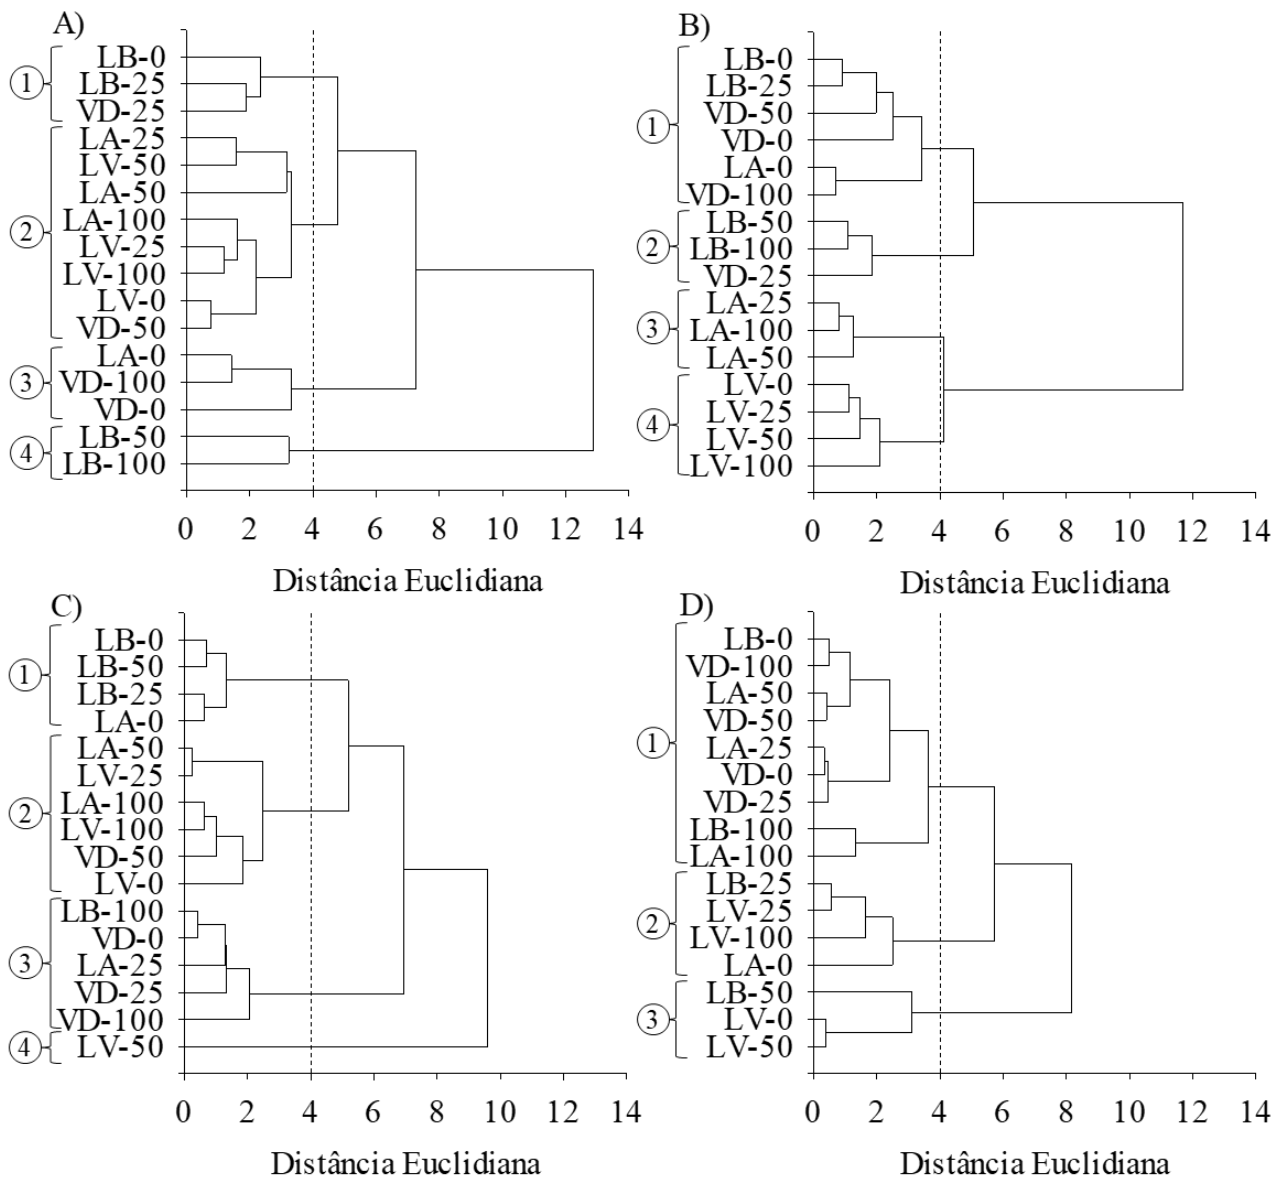 A)
LB-0
LB-25
VD-25
1
LA-25
LV-50
LA-50
LA-100
LV-25
LV-100
LV-0
VD-50
2
LA-0
VD-100
VD-0
3
LB-50
LB-100
4
0 2 4 6 8 10 12 14
Distância Euclidiana
B)
LB-0
LB-25
VD-50
VD-0
LA-0
VD-100
1
LB-50
LB-100
VD-25
2
LA-25
LA-100
LA-50
3
LV-0
LV-25
LV-50
LV-100
4
0 2 4 6 8 10 12 14
Distância Euclidiana
C)
LB-0
LB-50
LB-25
LA-0
1
LA-50
LV-25
LA-100
LV-100
VD-50
LV-0
2
LB-100
VD-0
LA-25
VD-25
VD-100
3
LV-50
4
0 2 4 6 8 10 12 14
Distância Euclidiana
D)
LB-0
VD-100
LA-50
VD-50
LA-25
VD-0
VD-25
LB-100
LA-100
1
LB-25
LV-25
LV-100
LA-0
2
LB-50
LV-0
LV-50
3
0 2 4 6 8 10 12 14
Distância Euclidiana